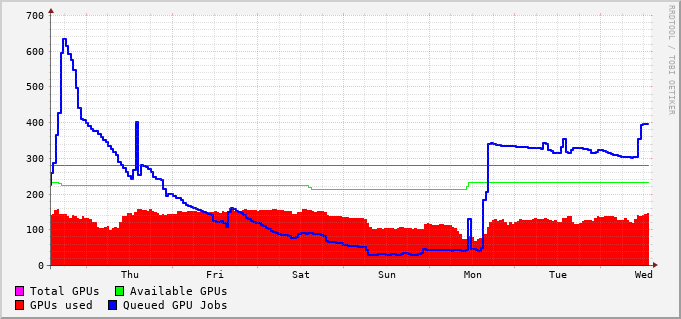 700
600
500
400
300
200
100
0
Thu Fri Sat Sun Mon Tue Wed
Total GPUs Available GPUs
GPUs used Queued GPU Jobs
RRDTOOL / TOBI OETIKER